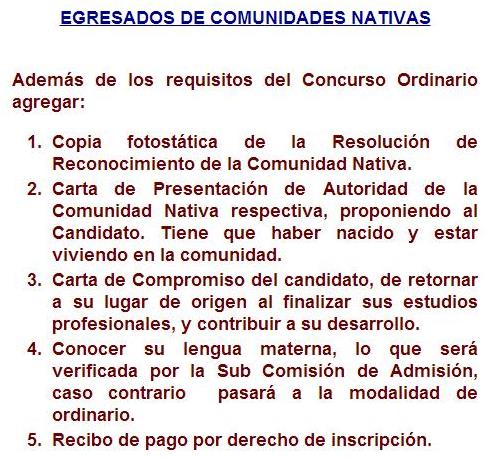 EGRESADOS DE COMUNIDADES NATIVAS
Además de los requisitos del Concurso Ordinario
agregar:
1. Copia fotostática de la Resolución de
Reconocimiento de la Comunidad Nativa.
2. Carta de Presentación de Autoridad de la
Comunidad Nativa respectiva, proponiendo al
Candidato. Tiene que haber nacido y estar
viviendo en la comunidad.
3. Carta de Compromiso del candidato, de retornar
a su lugar de origen al finalizar sus estudios
profesionales, y contribuir a su desarrollo.
4. Conocer su lengua materna, lo que será
verificada por la Sub Comisión de Admisión,
caso contrario pasará a la modalidad de
ordinario.
5. Recibo de pago por derecho de inscripción.